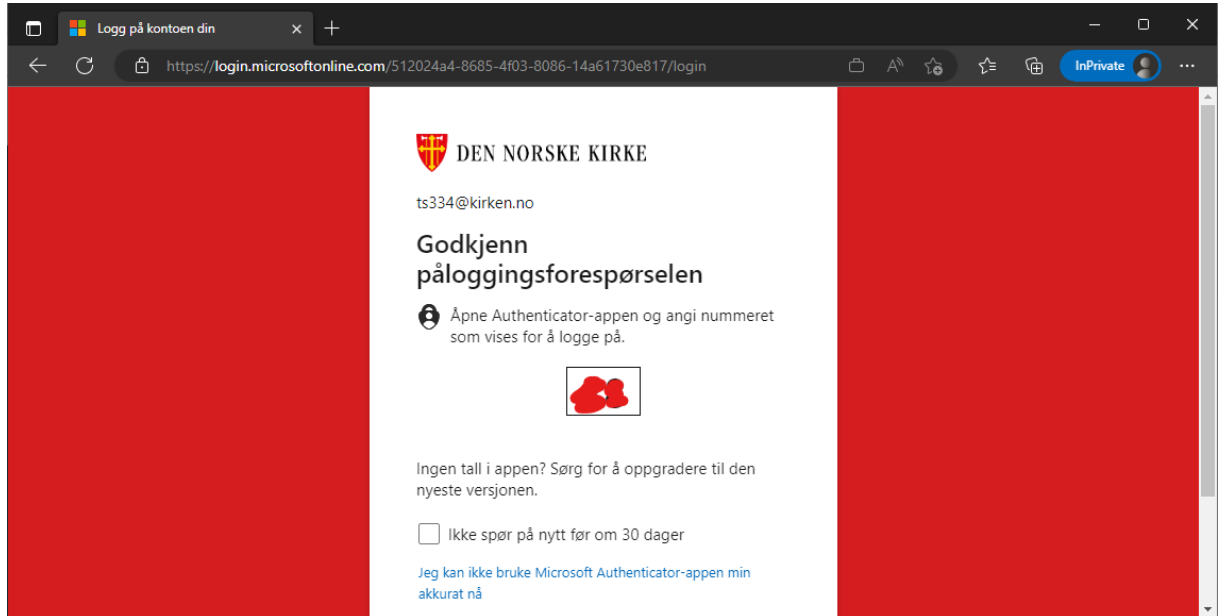 Logg på kontoen din
https://login.microsoftonline.com/512024a4-8685-4f03-8086-14a61730e817/login
InPrivate
DEN NORSKE KIRKE
ts334@kirken.no
Godkjenn
påloggingsforespørselen
Åpne Authenticator-appen og angi nummeret
som vises for å logge på.
Ingen tall i appen? Sørg for å oppgradere til den
nyeste versjonen.
Ikke spør på nytt før om 30 dager
Jeg kan ikke bruke Microsoft Authenticator-appen min
akkurat nå